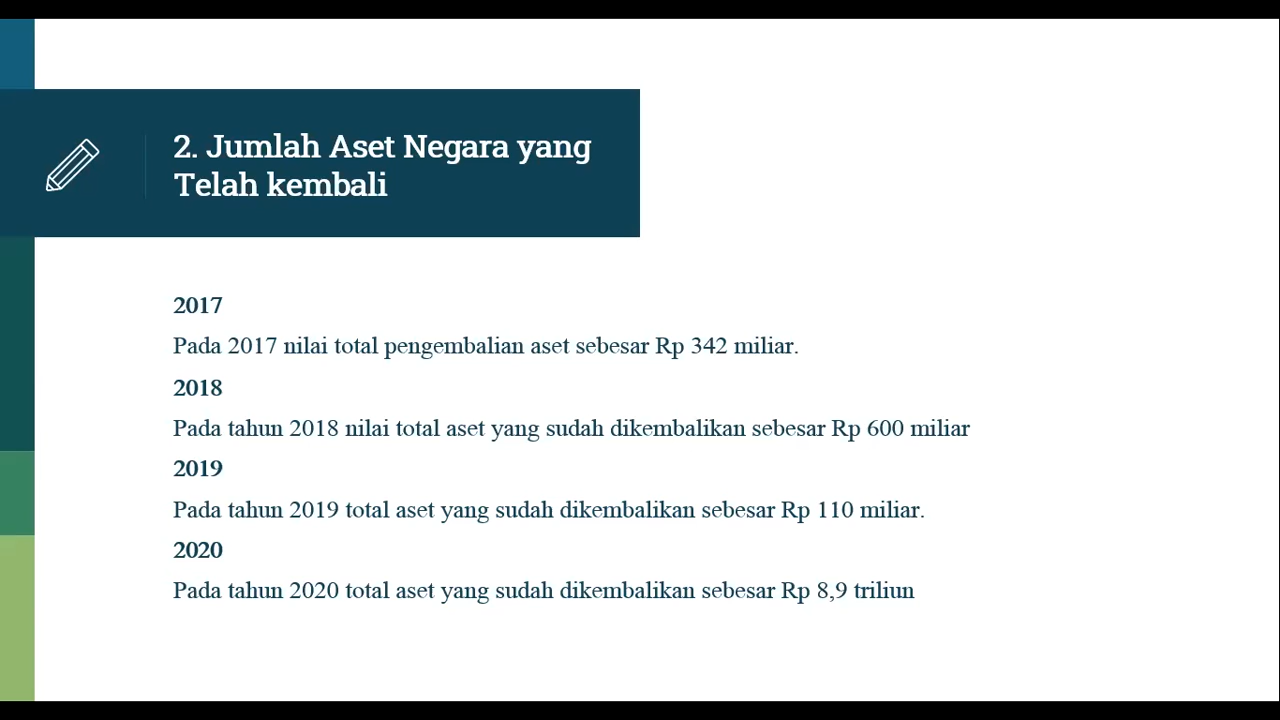 2. Jumlah Aset Negara yang
Telah kembali
2017
Pada 2017 nilai total pengembalian aset sebesar Rp 342 miliar.
2018
Pada tahun 2018 nilai total aset yang sudah dikembalikan sebesar Rp 600 miliar
2019
Pada tahun 2019 total aset yang sudah dikembalikan sebesar Rp 110 miliar.
2020
Pada tahun 2020 total aset yang sudah dikembalikan sebesar Rp 8,9 triliun